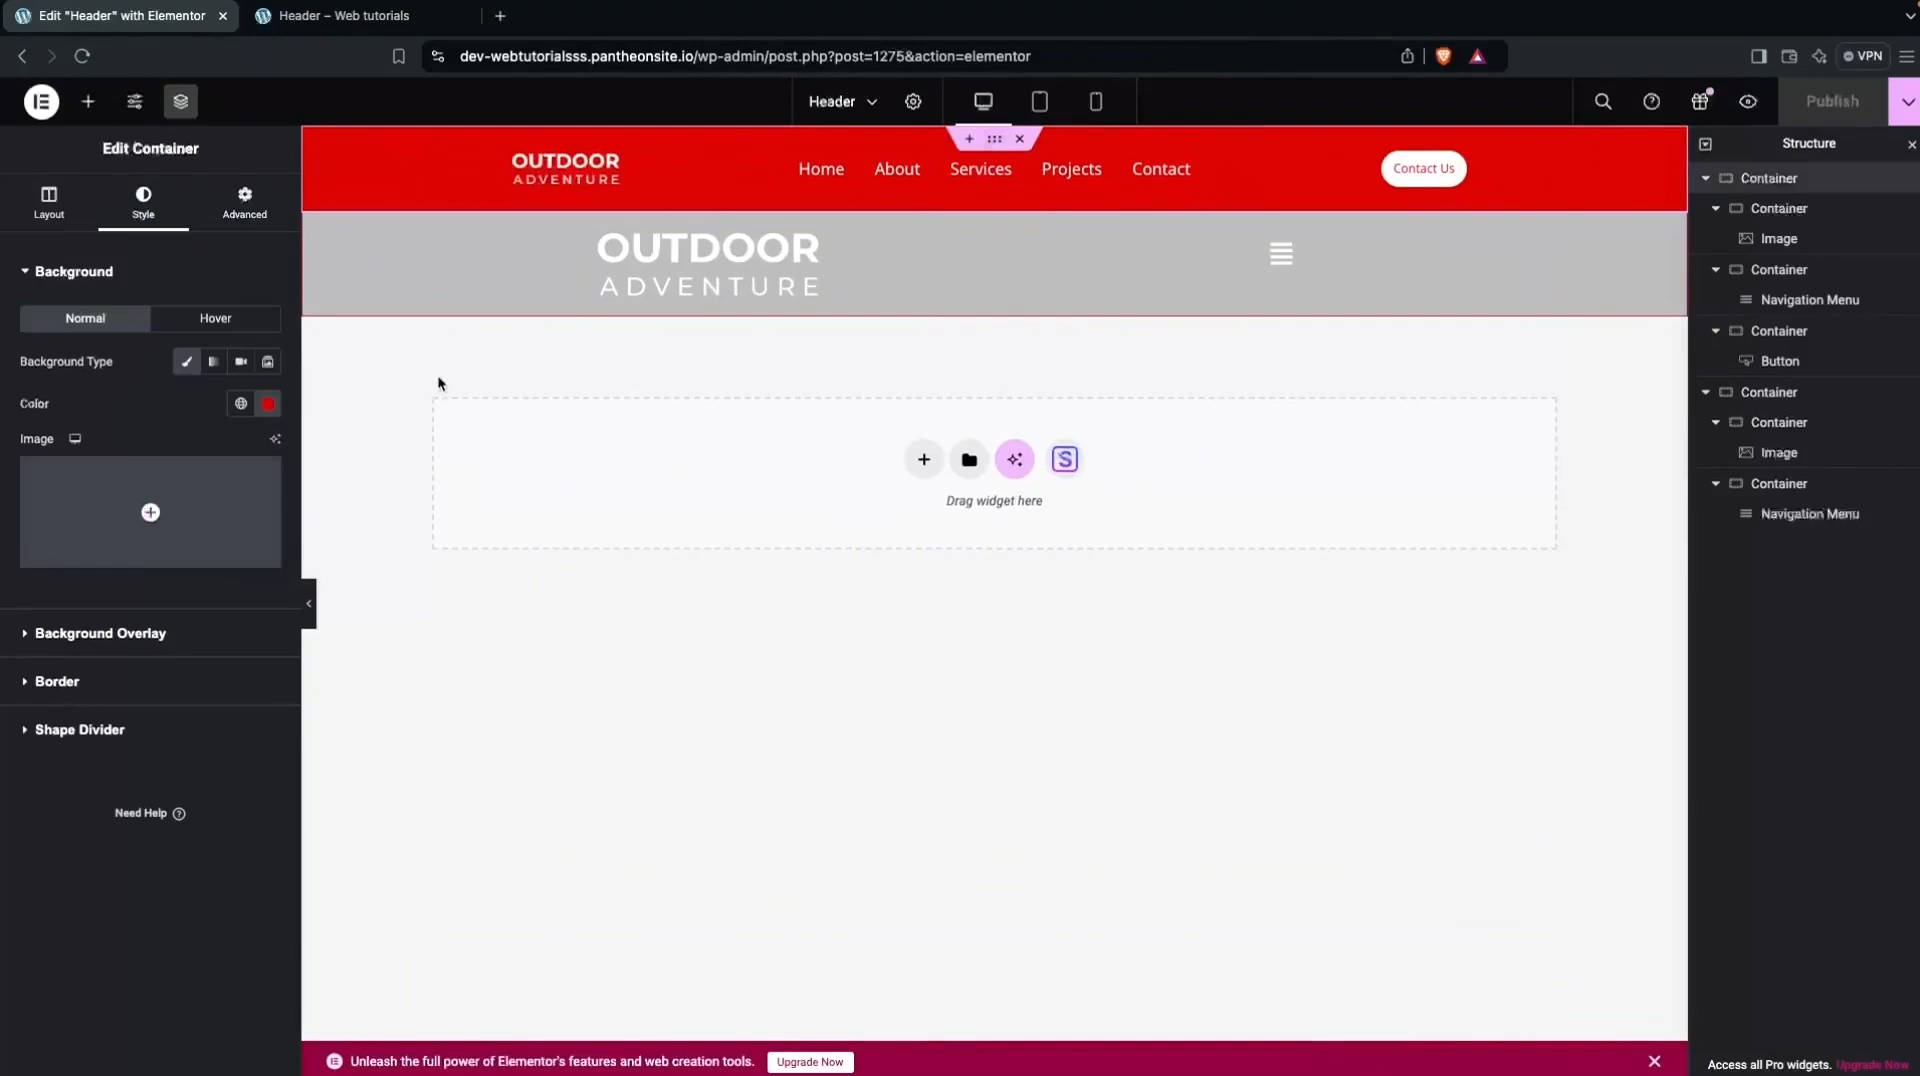 Edit "Header" with Elementor
Header – Web tutorials
dev-webtutorialsss.pantheonsite.io/wp-admin/post.php?post=1275&action=elementor
VPN
Header
Publish
Edit Container
Layout
Style
Advanced
Background
Normal
Hover
Background Type
Color
Image
Background Overlay
Border
Shape Divider
Need Help
OUTDOOR
ADVENTURE
Home
About
Services
Projects
Contact
Contact Us
OUTDOOR
ADVENTURE
S
Drag widget here
Unleash the full power of Elementor's features and web creation tools.
Upgrade Now
Structure
Container
Container
Image
Container
Navigation Menu
Container
Button
Container
Container
Image
Container
Navigation Menu
Access all Pro widgets. Upgrade Now